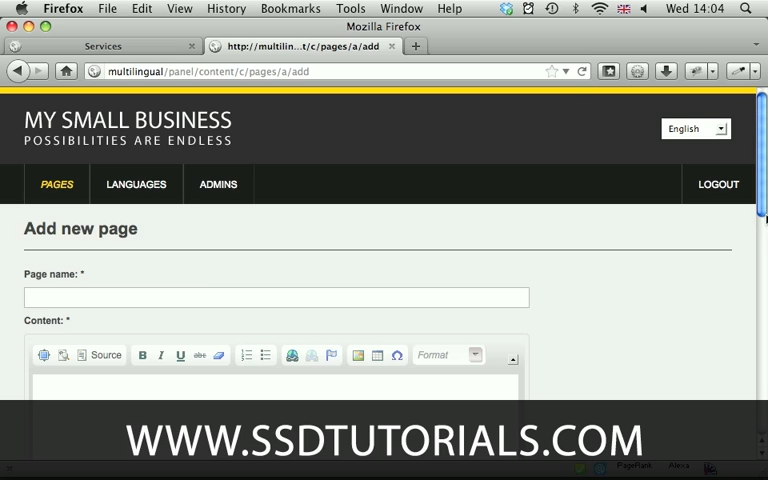 Firefox File Edit View History Bookmarks Tools Window Help Wed 14:04
Mozilla Firefox
Services http://multilin...t/c/pages/a/add
multilingual/panel/content/c/pages/a/add
MY SMALL BUSINESS
POSSIBILITIES ARE ENDLESS
English
PAGES LANGUAGES ADMINS LOGOUT
Add new page
Page name: *
Content: *
Source B I U abc Format
WWW.SSDTUTORIALS.COM
PageRank Alexa